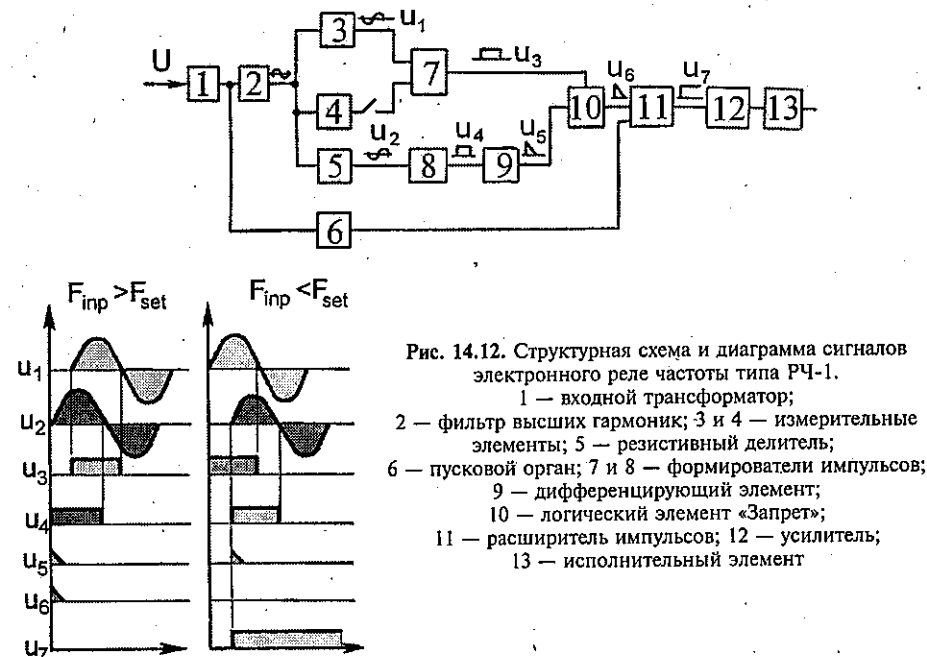 3 u₁
U 1 2 7 u₃
4 10 u₆ 11 u₇ 12 13
5 u₂ 8 u₄ 9 u₅
6
Finp >Fset Finp <Fset
u₁
u₂
u₃
u₄
u₅
u₆
u₇
Рис. 14.12. Структурная схема и диаграмма сигналов
электронного реле частоты типа РЧ-1.
1 — входной трансформатор;
2 — фильтр высших гармоник; 3 и 4 — измерительные
элементы; 5 — резистивный делитель;
6 — пусковой орган; 7 и 8 — формирователи импульсов;
9 — дифференцирующий элемент;
10 — логический элемент «Запрет»;
11 — расширитель импульсов; 12 — усилитель;
13 — исполнительный элемент